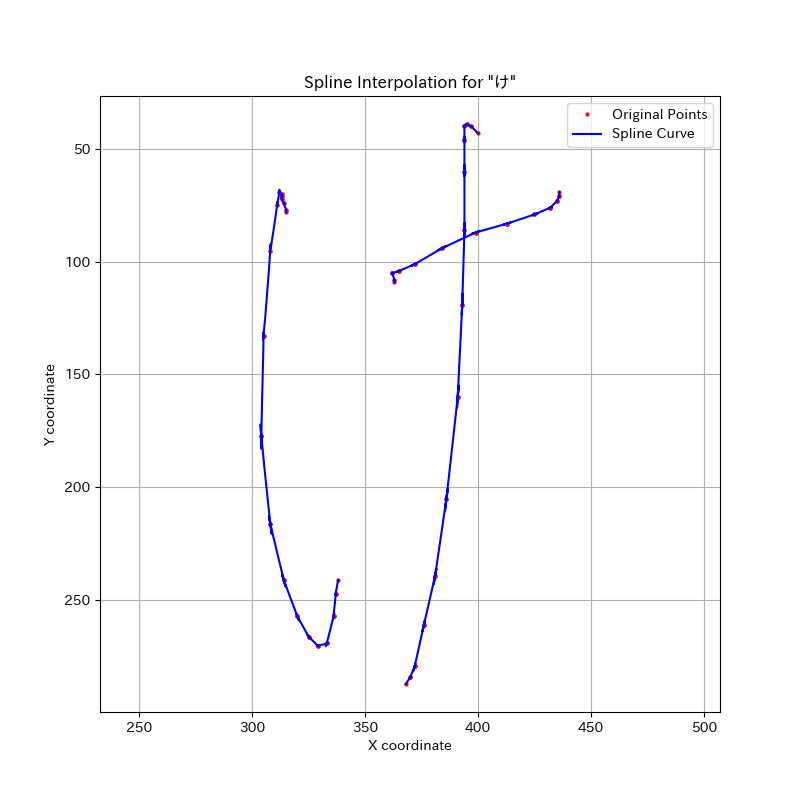 Spline Interpolation for "け"
Original Points
Spline Curve
け
50
100
150
200
250
Y coordinate
250 300 350 400 450 500
X coordinate